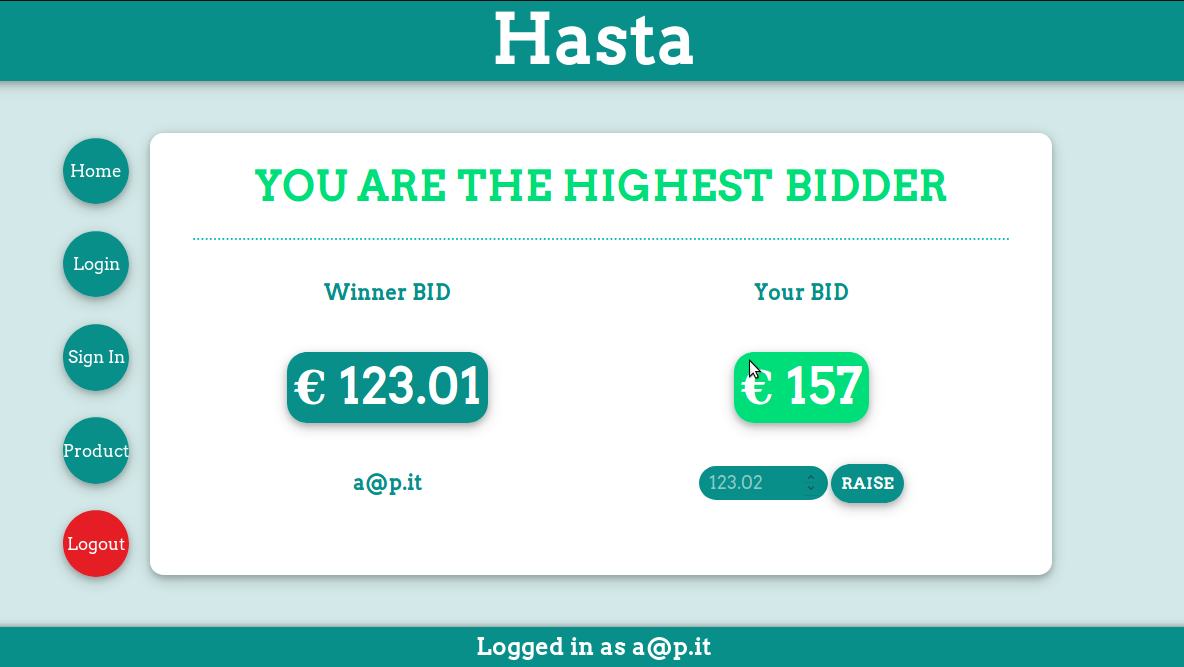 Hasta
Home
Login
Sign In
Product
Logout
YOU ARE THE HIGHEST BIDDER
Winner BID
€ 123.01
a@p.it
Your BID
€ 157
123.02
RAISE
Logged in as a@p.it